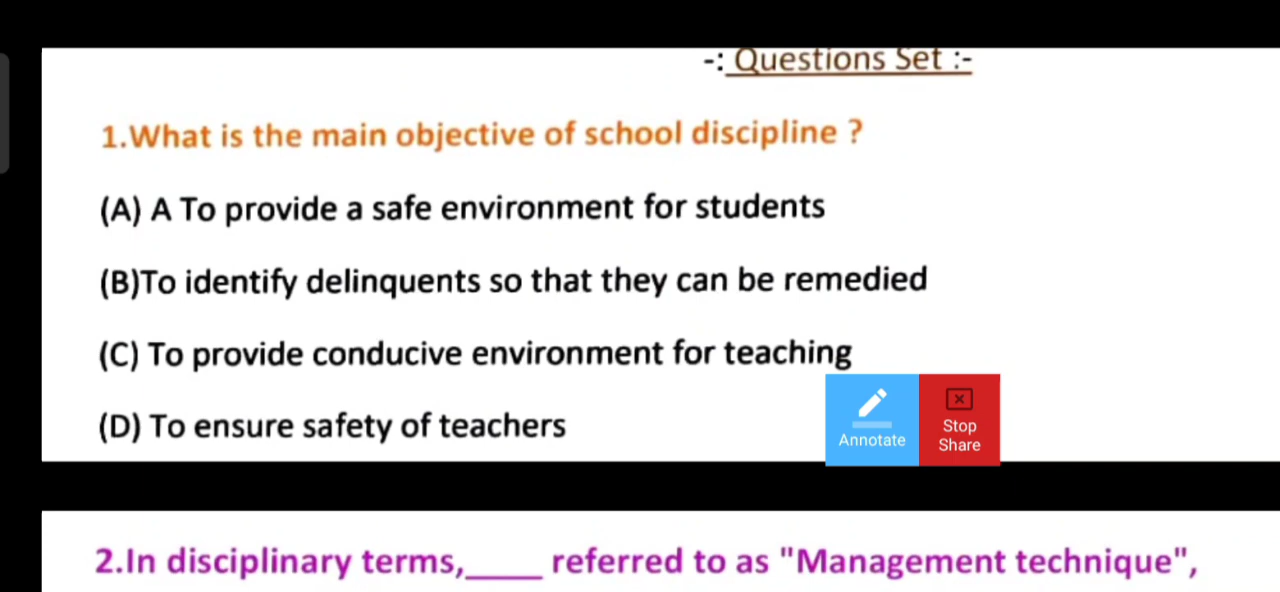 -: Questions Set :-
1.What is the main objective of school discipline ?
(A) A To provide a safe environment for students
(B)To identify delinquents so that they can be remedied
(C) To provide conducive environment for teaching
(D) To ensure safety of teachers
Annotate
Stop
Share
2.In disciplinary terms,____ referred to as "Management technique",